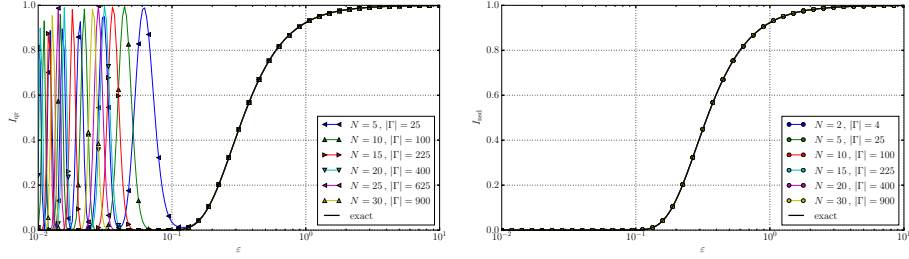 1.0
0.8
0.6
0.4
0.2
0.0
I_qr
10^-2
10^-1
10^0
10^1
ε
N = 5 , |Γ| = 25
N = 10 , |Γ| = 100
N = 15 , |Γ| = 225
N = 20 , |Γ| = 400
N = 25 , |Γ| = 625
N = 30 , |Γ| = 900
exact
1.0
0.8
0.6
0.4
0.2
0.0
10^-2
10^-1
10^0
10^1
ε
N = 2 , |Γ| = 4
N = 5 , |Γ| = 25
N = 10 , |Γ| = 100
N = 15 , |Γ| = 225
N = 20 , |Γ| = 400
N = 30 , |Γ| = 900
exact